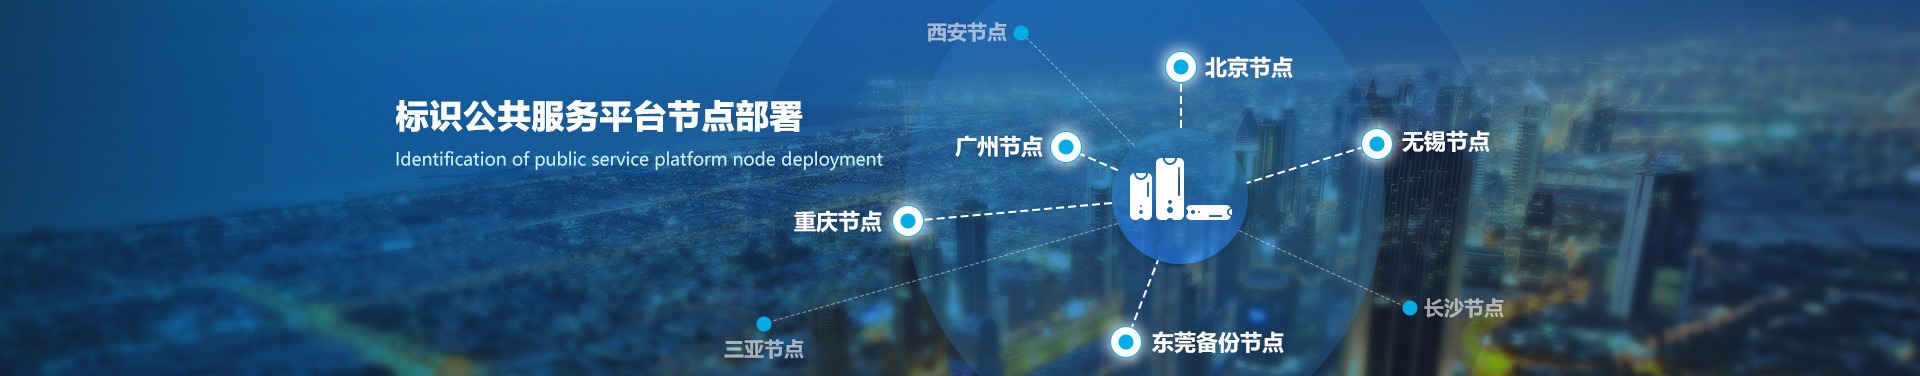 标识公共服务平台节点部署
Identification of public service platform node deployment
西安节点
北京节点
广州节点
无锡节点
重庆节点
长沙节点
三亚节点
东莞备份节点